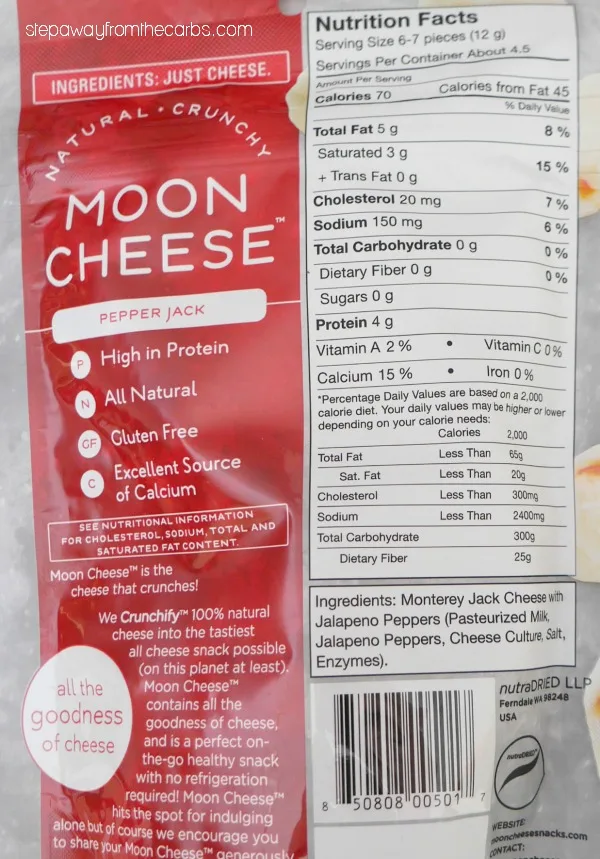 stepawayfromthecarbs.com
INGREDIENTS: JUST CHEESE.
NATURAL • CRUNCHY
MOON
CHEESE™
PEPPER JACK
P High in Protein
N All Natural
GF Gluten Free
C Excellent Source
of Calcium
SEE NUTRITIONAL INFORMATION
FOR CHOLESTEROL, SODIUM, TOTAL AND
SATURATED FAT CONTENT.
Moon Cheese™ is the
cheese that crunches!
We Crunchify™ 100% natural
cheese into the tastiest
all cheese snack possible
(on this planet at least).
Moon Cheese™
contains all the
goodness of cheese,
and is a perfect on-
the-go healthy snack
with no refrigeration
required! Moon Cheese™
hits the spot for indulging
alone but of course we encourage you
to share your Moon Cheese™ generously
all the
goodness
of cheese
Nutrition Facts
Serving Size 6-7 pieces (12 g)
Servings Per Container About 4.5
Amount Per Serving
Calories 70 Calories from Fat 45
% Daily Value
Total Fat 5 g 8 %
Saturated 3 g
15 %
+ Trans Fat 0 g
Cholesterol 20 mg 7 %
Sodium 150 mg 6 %
Total Carbohydrate 0 g 0 %
Dietary Fiber 0 g 0 %
Sugars 0 g
Protein 4 g
Vitamin A 2 % • Vitamin C 0 %
Calcium 15 % • Iron 0 %
*Percentage Daily Values are based on a 2,000
calorie diet. Your daily values may be higher or lower
depending on your calorie needs:
Calories 2,000
Total Fat Less Than 65g
Sat. Fat Less Than 20g
Cholesterol Less Than 300mg
Sodium Less Than 2400mg
Total Carbohydrate 300g
Dietary Fiber 25g
Ingredients: Monterey Jack Cheese with
Jalapeno Peppers (Pasteurized Milk,
Jalapeno Peppers, Cheese Culture, Salt,
Enzymes).
nutraDRIED LLP
Ferndale WA 98248
USA
nutraDRIED™
8 50808 00501 7
WEBSITE:
mooncheesesnacks.com
CONTACT: